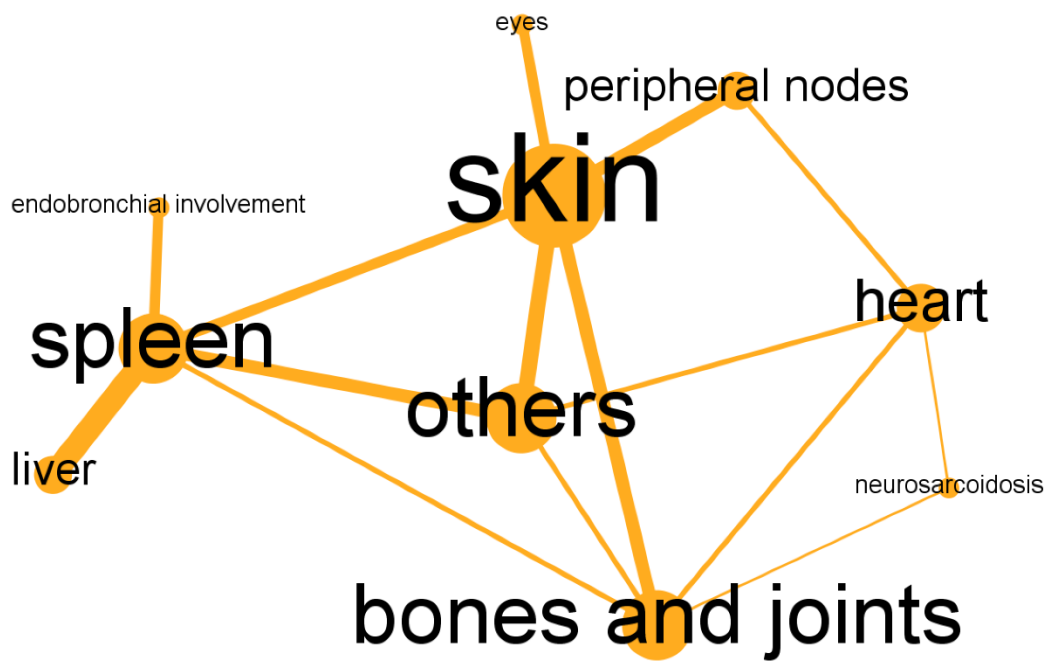 eyes
peripheral nodes
skin
endobronchial involvement
heart
spleen
others
liver
neurosarcoidosis
bones and joints